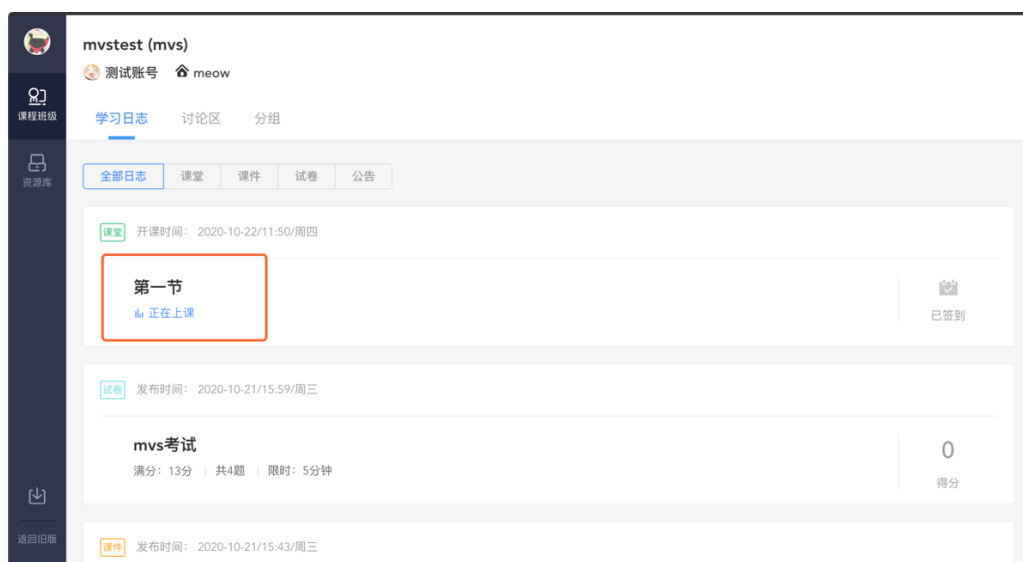 mvstest (mvs)
测试账号 meow
课程班级
学习日志 讨论区 分组
资源库
全部日志 课堂 课件 试卷 公告
课堂 开课时间： 2020-10-22/11:50/周四
第一节
正在上课
已签到
试卷 发布时间： 2020-10-21/15:59/周三
mvs考试
满分：13分 共4题 限时：5分钟
0
得分
返回旧版
课件 发布时间： 2020-10-21/15:43/周三